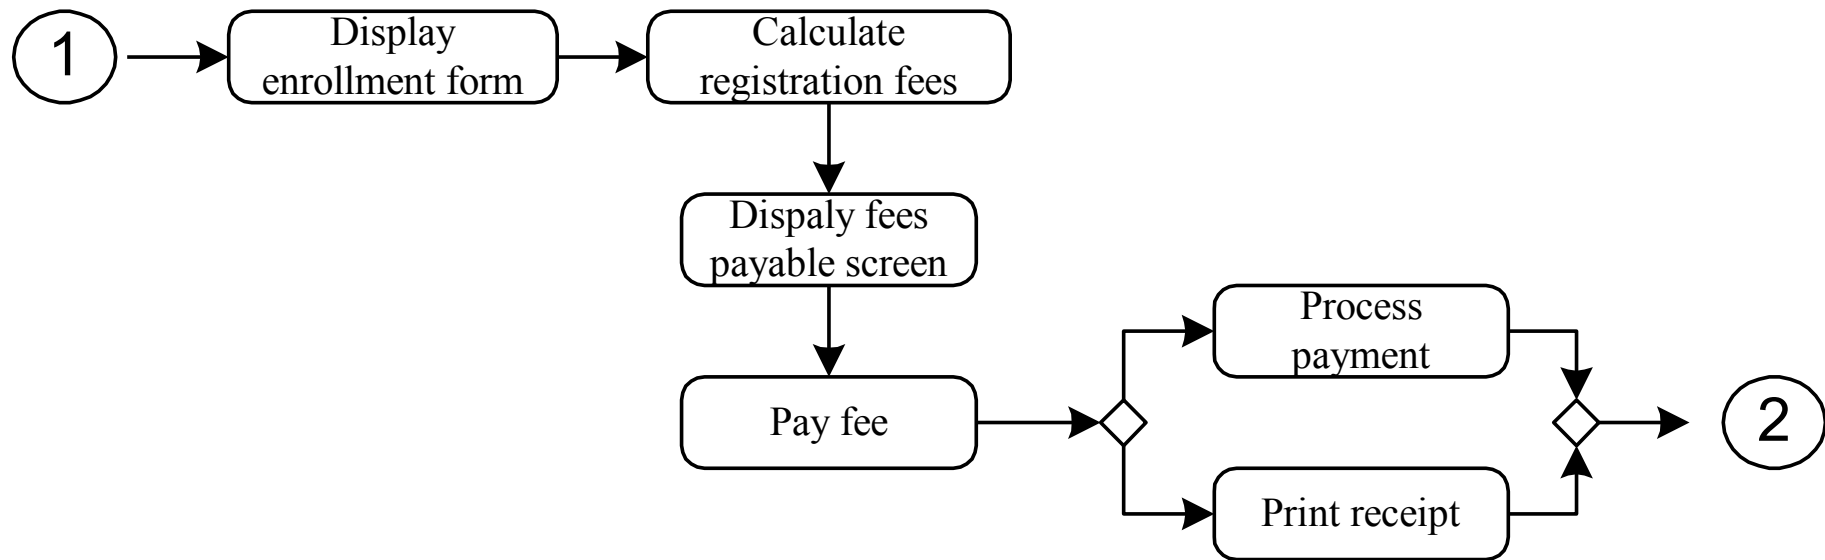 1
Display
enrollment form
Calculate
registration fees
Dispaly fees
payable screen
Pay fee
Process
payment
Print receipt
2